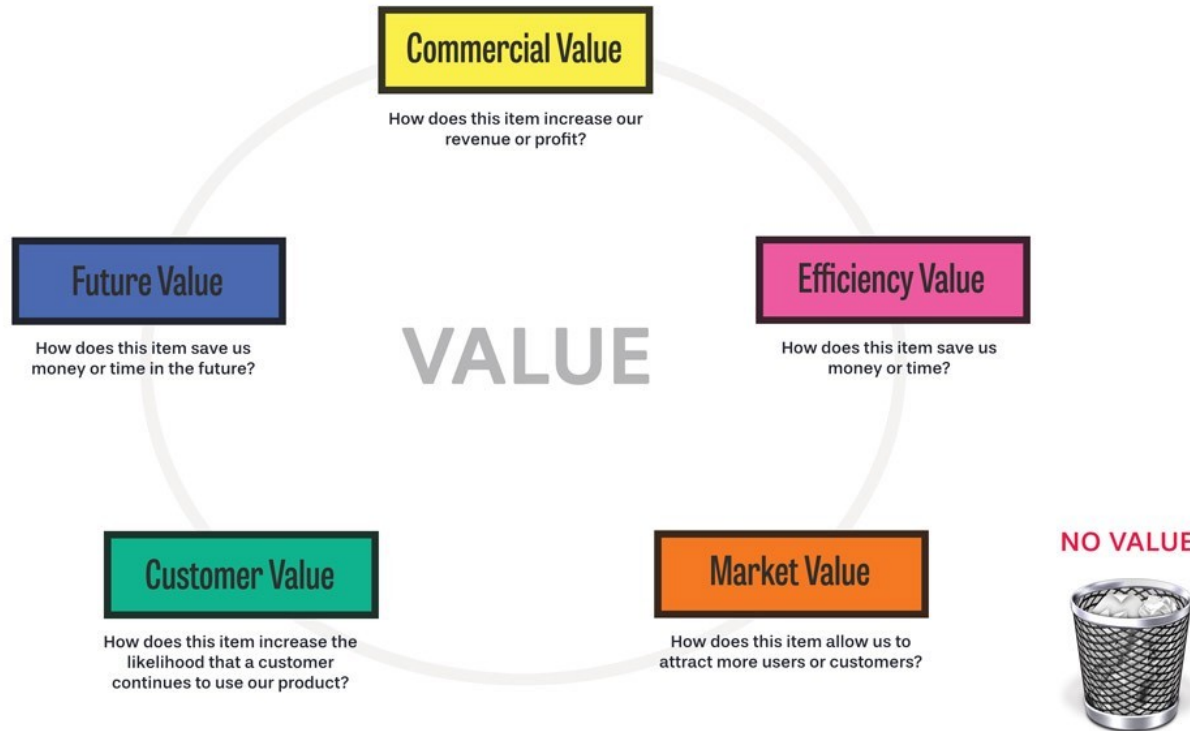 Commercial Value
How does this item increase our
revenue or profit?
Future Value
How does this item save us
money or time in the future?
VALUE
Efficiency Value
How does this item save us
money or time?
Customer Value
How does this item increase the
likelihood that a customer
continues to use our product?
Market Value
How does this item allow us to
attract more users or customers?
NO VALUE